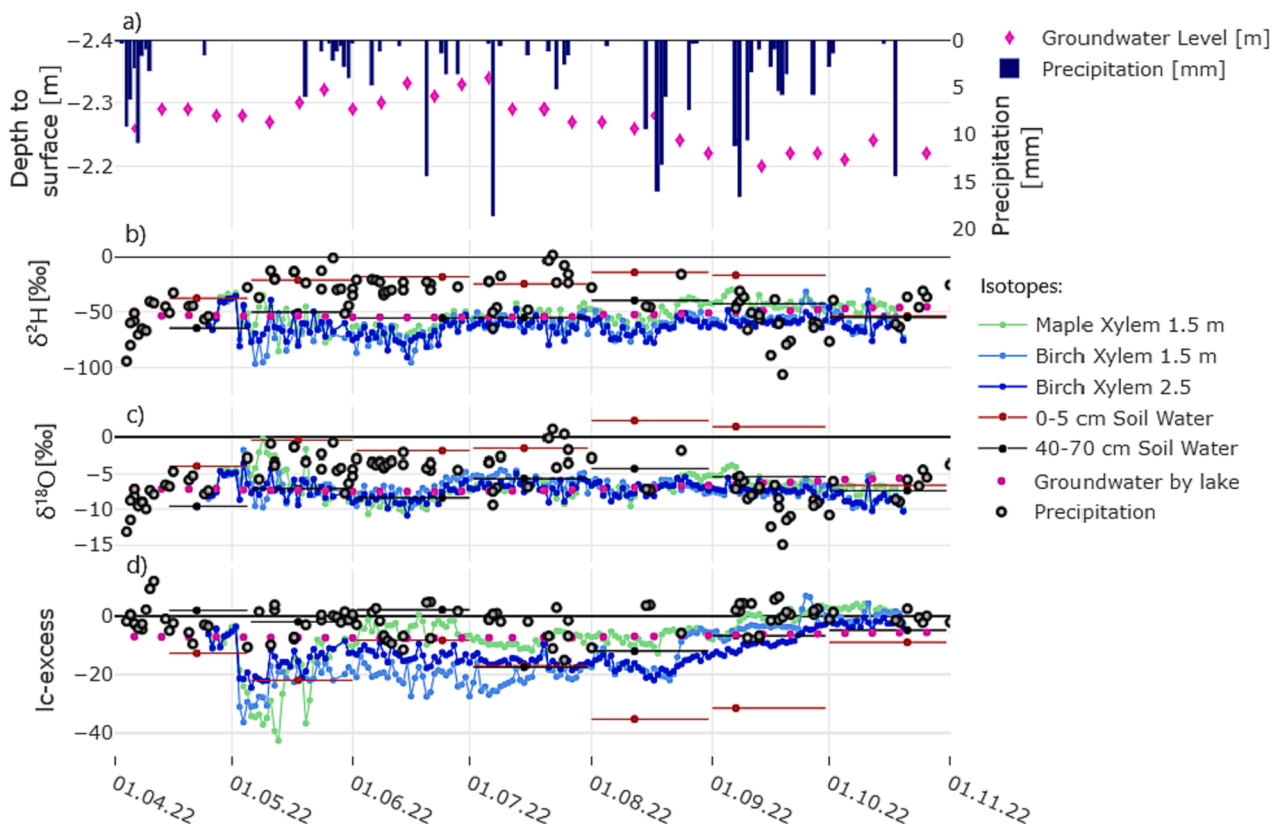 a)
−2.4
−2.3
−2.2
Depth to
surface [m]
0
5
10
15
20
Precipitation
[mm]
Groundwater Level [m]
Precipitation [mm]
b)
0
−50
−100
δ²H [‰]
c)
0
−5
−10
−15
δ¹⁸O[‰]
d)
0
−20
−40
lc-excess
01.04.22
01.05.22
01.06.22
01.07.22
01.08.22
01.09.22
01.10.22
01.11.22
Isotopes:
Maple Xylem 1.5 m
Birch Xylem 1.5 m
Birch Xylem 2.5
0-5 cm Soil Water
40-70 cm Soil Water
Groundwater by lake
Precipitation